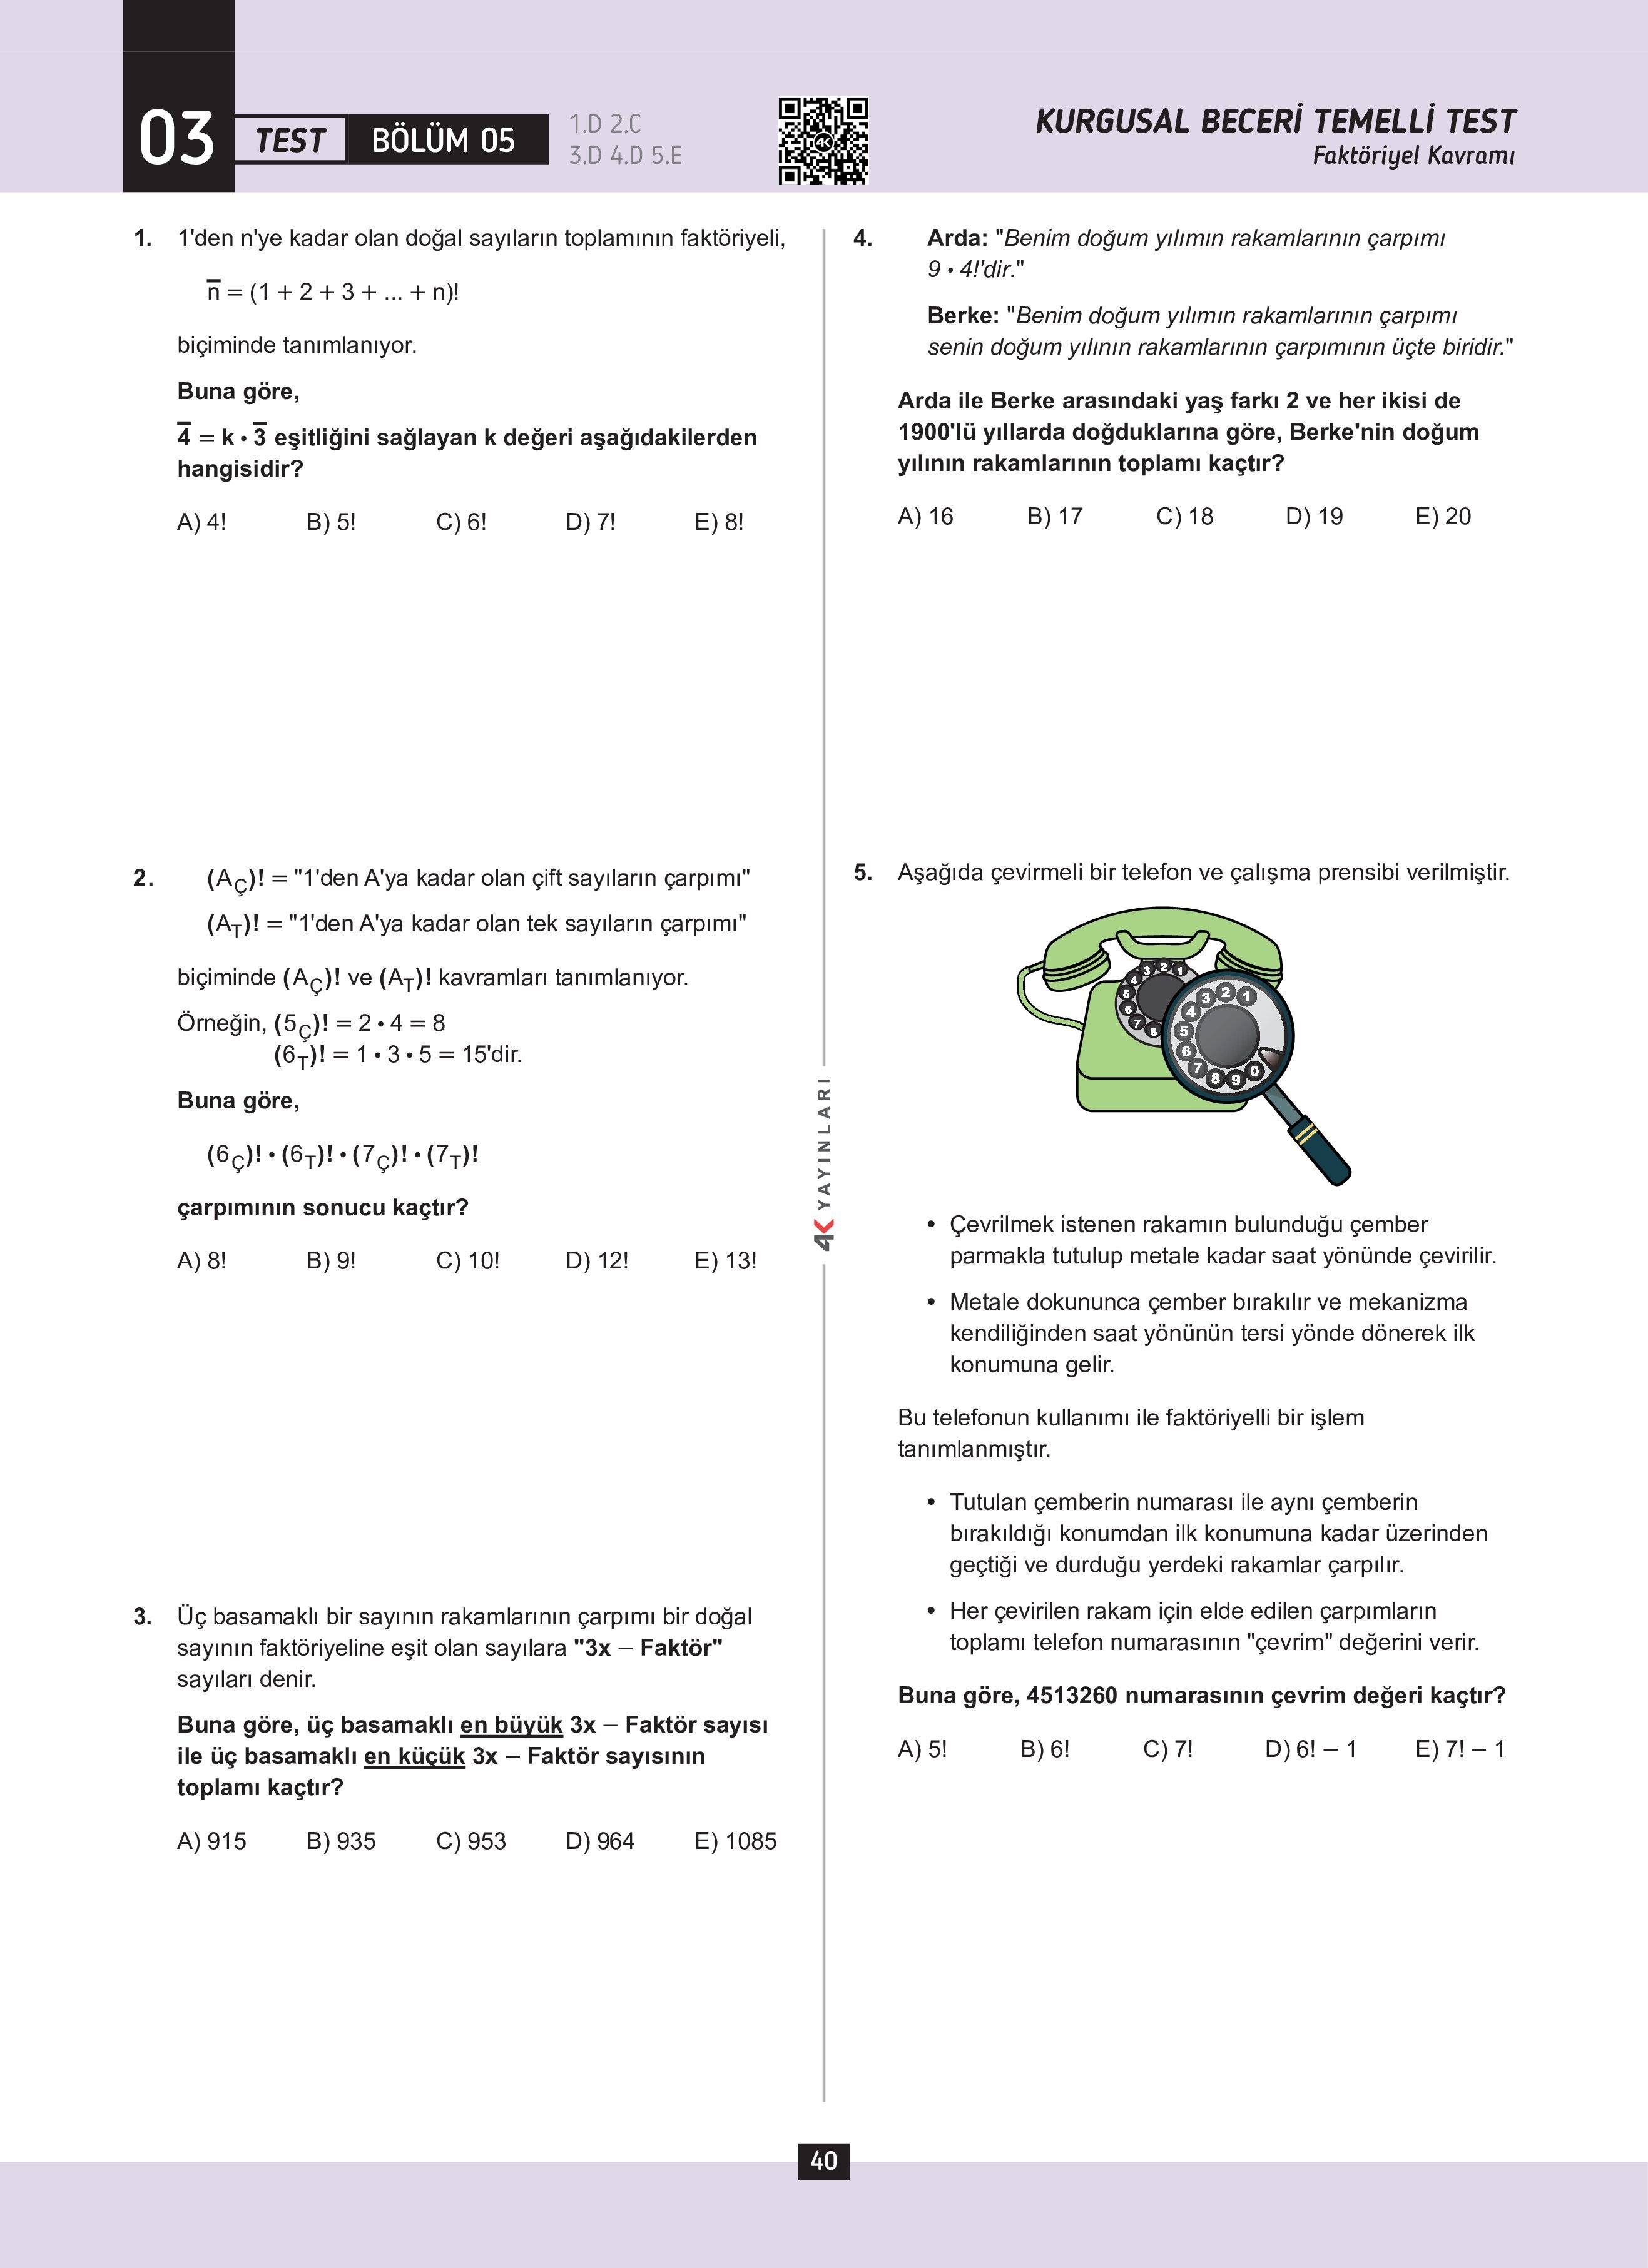 03
TEST
BÖLÜM 05
1.D 2.C
3.D 4.D 5.E
4K
KURGUSAL BECERİ TEMELLİ TEST
Faktöriyel Kavramı
1. 1'den n'ye kadar olan doğal sayıların toplamının faktöriyeli,
n̅ = (1 + 2 + 3 + ... + n)!
biçiminde tanımlanıyor.
Buna göre,
4̅ = k • 3̅ eşitliğini sağlayan k değeri aşağıdakilerden
hangisidir?
A) 4! B) 5! C) 6! D) 7! E) 8!
2. (A_Ç)! = "1'den A'ya kadar olan çift sayıların çarpımı"
(A_T)! = "1'den A'ya kadar olan tek sayıların çarpımı"
biçiminde (A_Ç)! ve (A_T)! kavramları tanımlanıyor.
Örneğin, (5_Ç)! = 2 • 4 = 8
(6_T)! = 1 • 3 • 5 = 15'dir.
Buna göre,
(6_Ç)! • (6_T)! • (7_Ç)! • (7_T)!
çarpımının sonucu kaçtır?
A) 8! B) 9! C) 10! D) 12! E) 13!
3. Üç basamaklı bir sayının rakamlarının çarpımı bir doğal
sayının faktöriyeline eşit olan sayılara "3x – Faktör"
sayıları denir.
Buna göre, üç basamaklı en büyük 3x – Faktör sayısı
ile üç basamaklı en küçük 3x – Faktör sayısının
toplamı kaçtır?
A) 915 B) 935 C) 953 D) 964 E) 1085
4K YAYINLARI
4. Arda: "Benim doğum yılımın rakamlarının çarpımı
9 • 4!'dir."
Berke: "Benim doğum yılımın rakamlarının çarpımı
senin doğum yılının rakamlarının çarpımının üçte biridir."
Arda ile Berke arasındaki yaş farkı 2 ve her ikisi de
1900'lü yıllarda doğduklarına göre, Berke'nin doğum
yılının rakamlarının toplamı kaçtır?
A) 16 B) 17 C) 18 D) 19 E) 20
5. Aşağıda çevirmeli bir telefon ve çalışma prensibi verilmiştir.
1 2 3 4 5 6 7 8
1 2 3 4 5 6 7 8 9 0
• Çevrilmek istenen rakamın bulunduğu çember
parmakla tutulup metale kadar saat yönünde çevirilir.
• Metale dokununca çember bırakılır ve mekanizma
kendiliğinden saat yönünün tersi yönde dönerek ilk
konumuna gelir.
Bu telefonun kullanımı ile faktöriyelli bir işlem
tanımlanmıştır.
• Tutulan çemberin numarası ile aynı çemberin
bırakıldığı konumdan ilk konumuna kadar üzerinden
geçtiği ve durduğu yerdeki rakamlar çarpılır.
• Her çevirilen rakam için elde edilen çarpımların
toplamı telefon numarasının "çevrim" değerini verir.
Buna göre, 4513260 numarasının çevrim değeri kaçtır?
A) 5! B) 6! C) 7! D) 6! – 1 E) 7! – 1
40